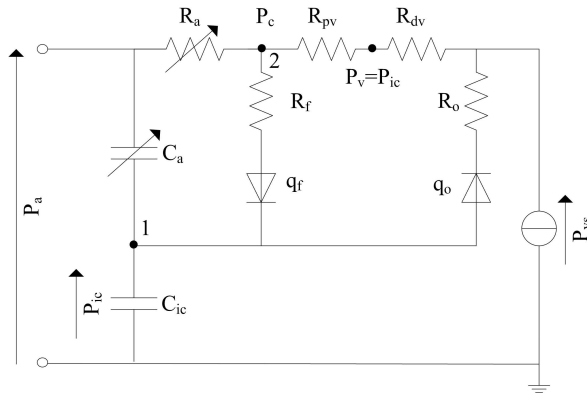 Ra Pc Rpv Rdv
2
Pv=Pic
Rf Ro
Ca
qf qo
Pa
1
Pvs
Pic Cic